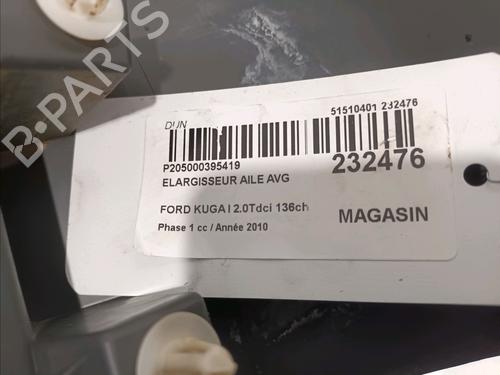 B-PARTS
DUN
51510401 232476
P205000395419
232476
ELARGISSEUR AILE AVG
FORD KUGA I 2.0Tdci 136ch
MAGASIN
Phase 1 cc / Année 2010